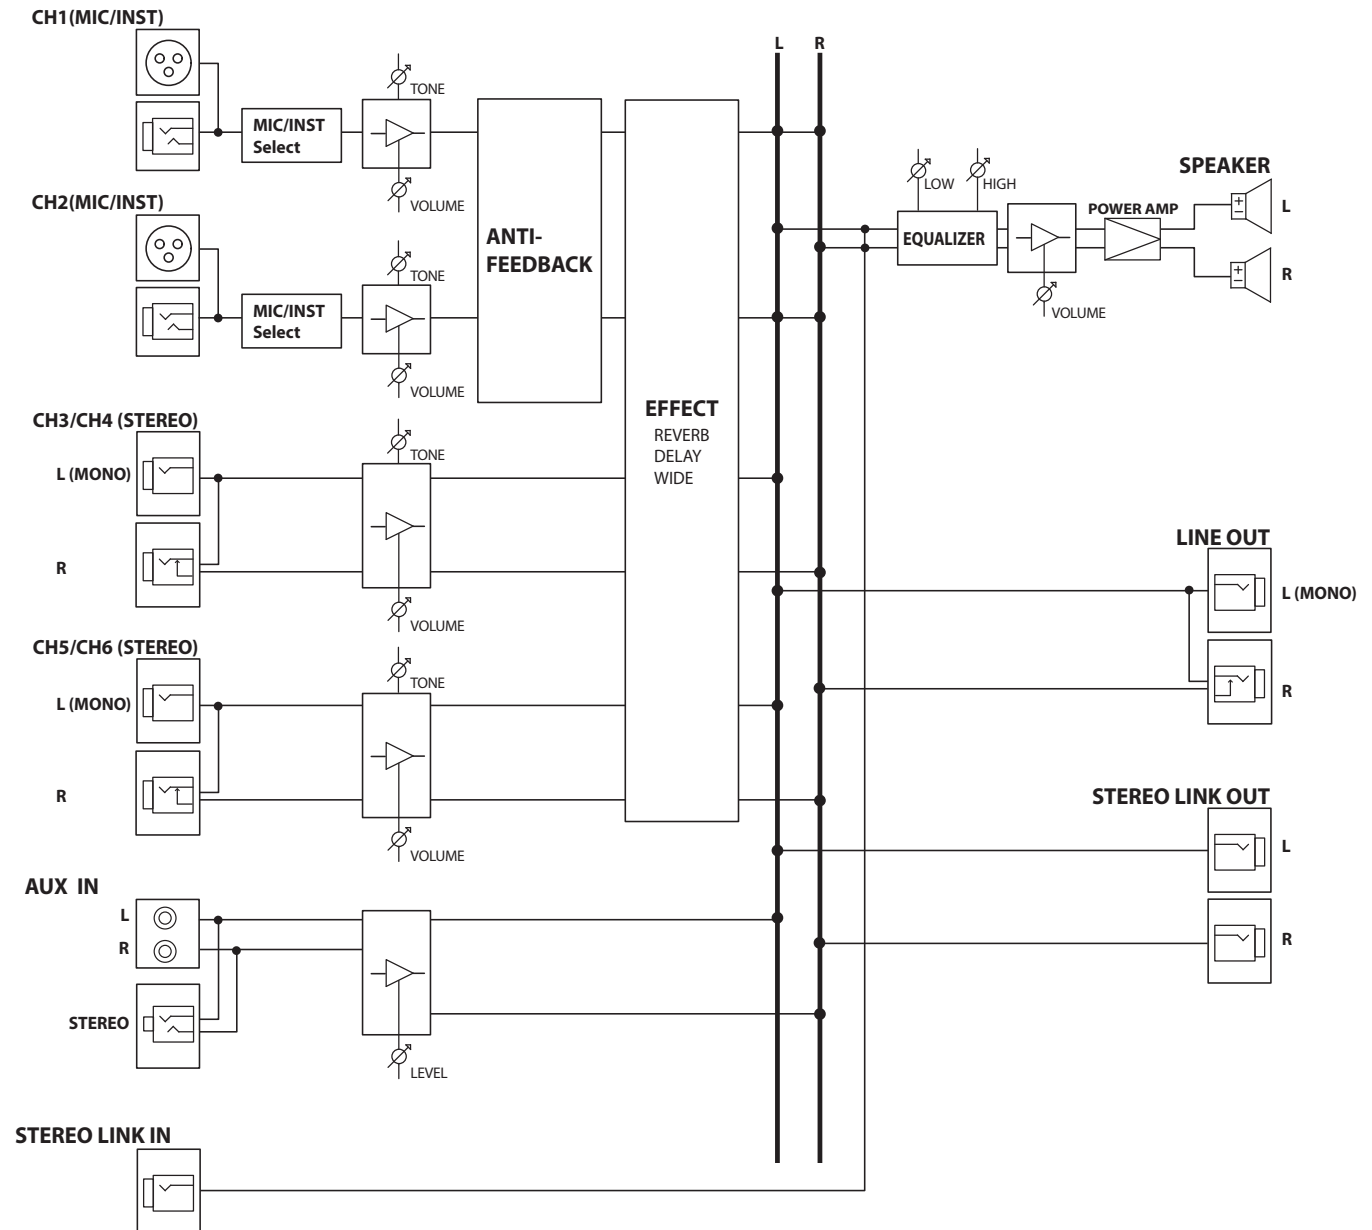 CH1(MIC/INST)
MIC/INST
Select
TONE
VOLUME
CH2(MIC/INST)
MIC/INST
Select
TONE
VOLUME
ANTI-
FEEDBACK
CH3/CH4 (STEREO)
L (MONO)
R
TONE
VOLUME
CH5/CH6 (STEREO)
L (MONO)
R
TONE
VOLUME
EFFECT
REVERB
DELAY
WIDE
AUX IN
L
R
STEREO
LEVEL
STEREO LINK IN
L R
LOW
HIGH
EQUALIZER
VOLUME
POWER AMP
+
–
+
–
SPEAKER
L
R
LINE OUT
L (MONO)
R
STEREO LINK OUT
L
R